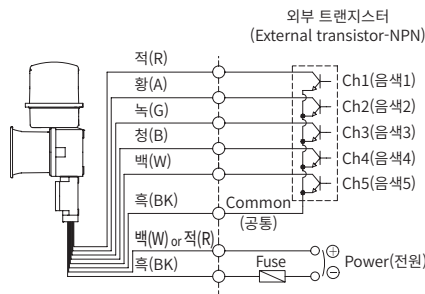 외부 트랜지스터
(External transistor-NPN)
적(R)
황(A)
녹(G)
청(B)
백(W)
흑(BK)
Ch1(음색1)
Ch2(음색2)
Ch3(음색3)
Ch4(음색4)
Ch5(음색5)
Common
(공통)
백(W) or 적(R)
흑(BK)
Fuse
+
-
Power(전원)